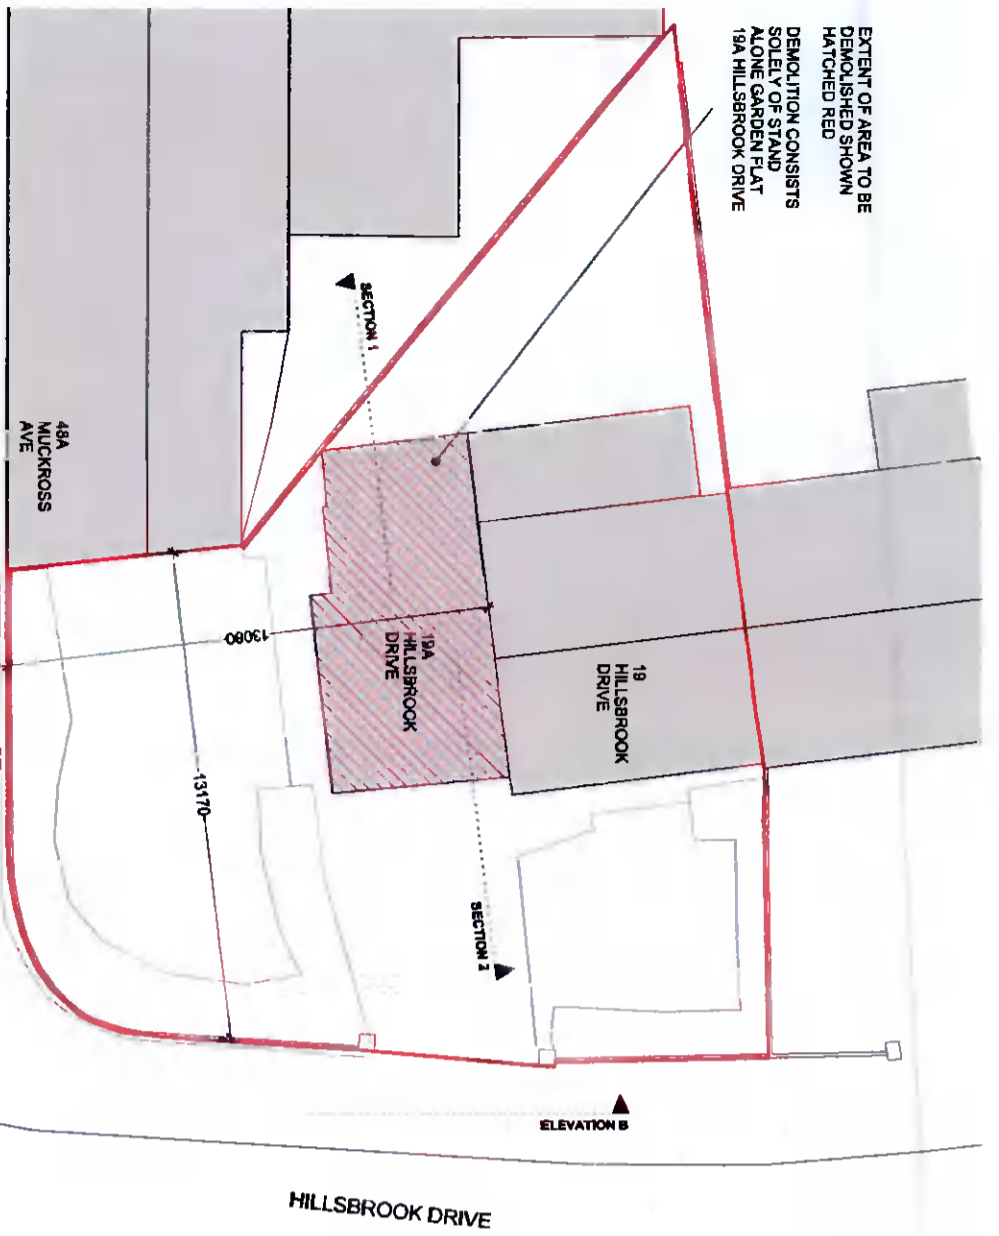 EXTENT OF AREA TO BE
DEMOLISHED SHOWN
HATCHED RED
DEMOLITION CONSISTS
SOLELY OF STAND
ALONE GARDEN FLAT
19A HILLSBROOK DRIVE
SECTION 1
48A
MUCKROSS
AVE
13080
19A
HILLSBROOK
DRIVE
19
HILLSBROOK
DRIVE
13170
SECTION 2
ELEVATION B
HILLSBROOK DRIVE